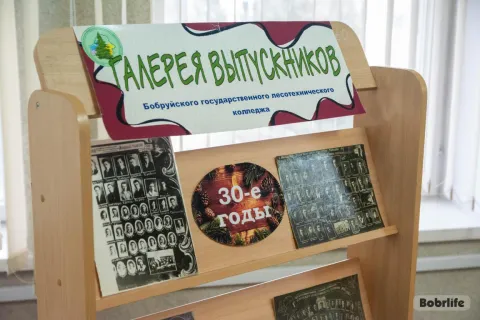 ГАЛЕРЕЯ ВЫПУСКНИКОВ
Бобруйского государственного лесотехнического
колледжа
30-е
годы
Bobrlife